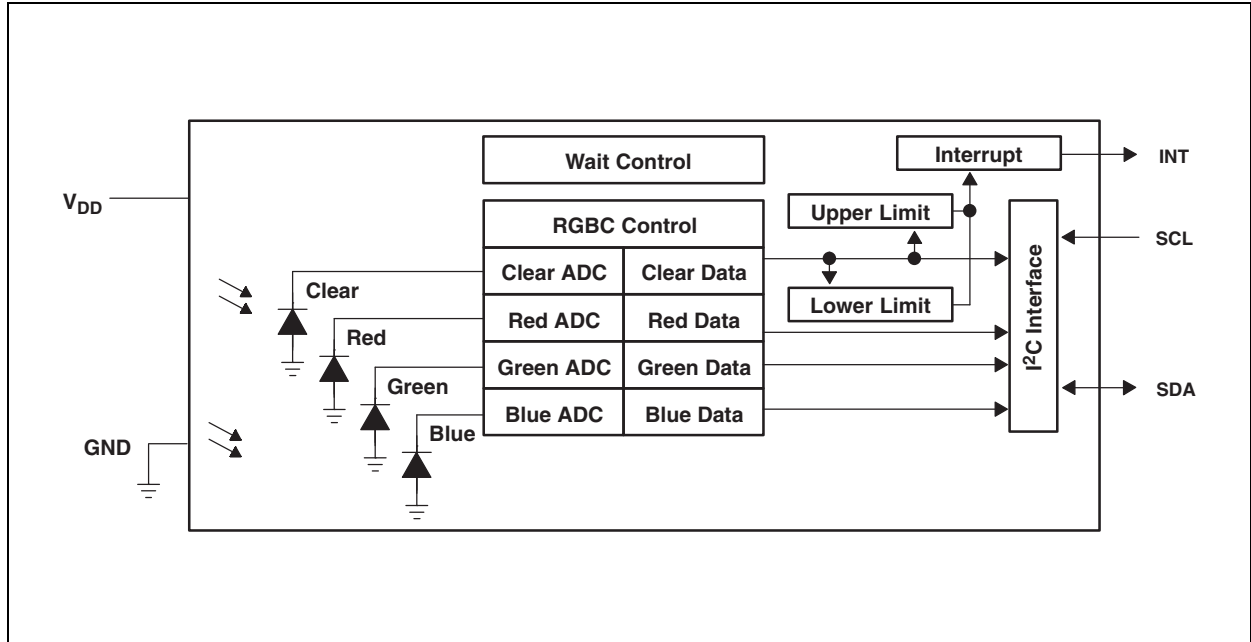 Wait Control
Interrupt
INT
V_DD
RGBC Control
Upper Limit
SCL
Clear
Clear ADC
Clear Data
Lower Limit
I²C Interface
Red
Red ADC
Red Data
Green
Green ADC
Green Data
SDA
Blue
Blue ADC
Blue Data
GND